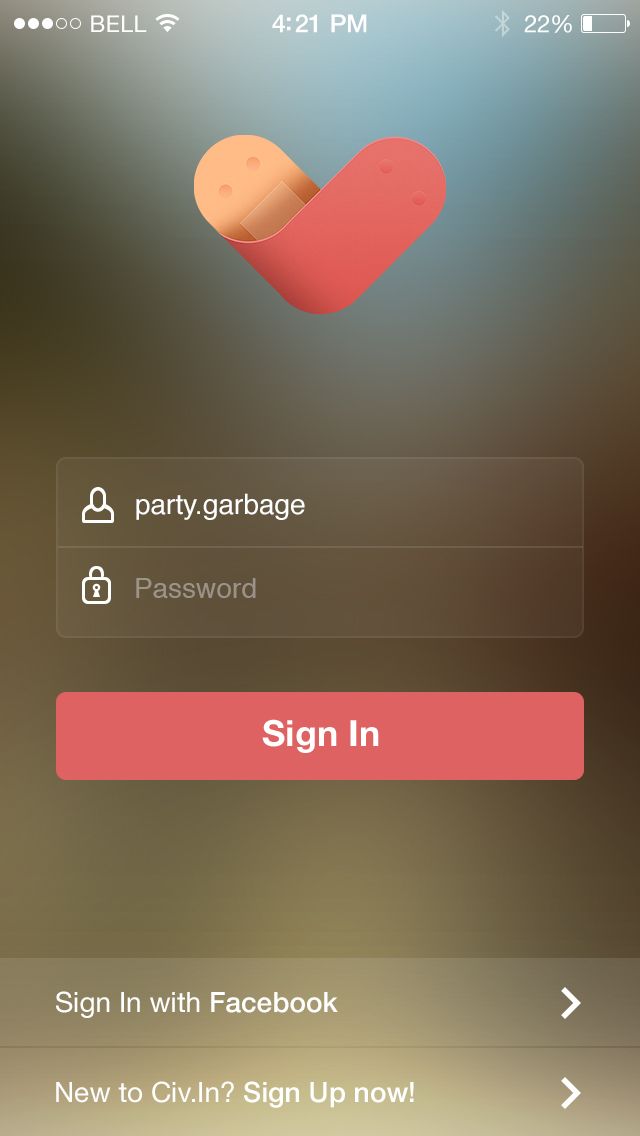 BELL 4:21 PM 22%
party.garbage
Password
Sign In
Sign In with Facebook
New to Civ.In? Sign Up now!